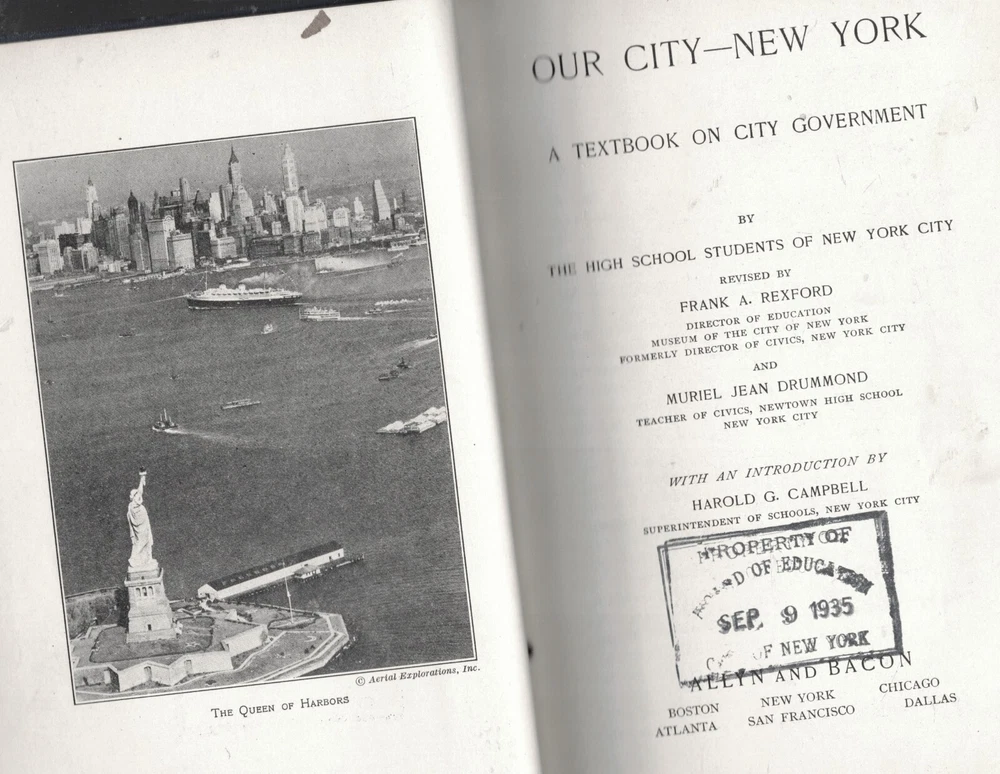 © Aerial Explorations, Inc.
THE QUEEN OF HARBORS
OUR CITY—NEW YORK
A TEXTBOOK ON CITY GOVERNMENT
BY
THE HIGH SCHOOL STUDENTS OF NEW YORK CITY
REVISED BY
FRANK A. REXFORD
DIRECTOR OF EDUCATION
MUSEUM OF THE CITY OF NEW YORK
FORMERLY DIRECTOR OF CIVICS, NEW YORK CITY
AND
MURIEL JEAN DRUMMOND
TEACHER OF CIVICS, NEWTOWN HIGH SCHOOL
NEW YORK CITY
WITH AN INTRODUCTION BY
HAROLD G. CAMPBELL
SUPERINTENDENT OF SCHOOLS, NEW YORK CITY
PROPERTY OF
OF EDUCATION
SEP. 9 1935
OF NEW YORK
ALLYN AND BACON
BOSTON NEW YORK CHICAGO
ATLANTA SAN FRANCISCO DALLAS